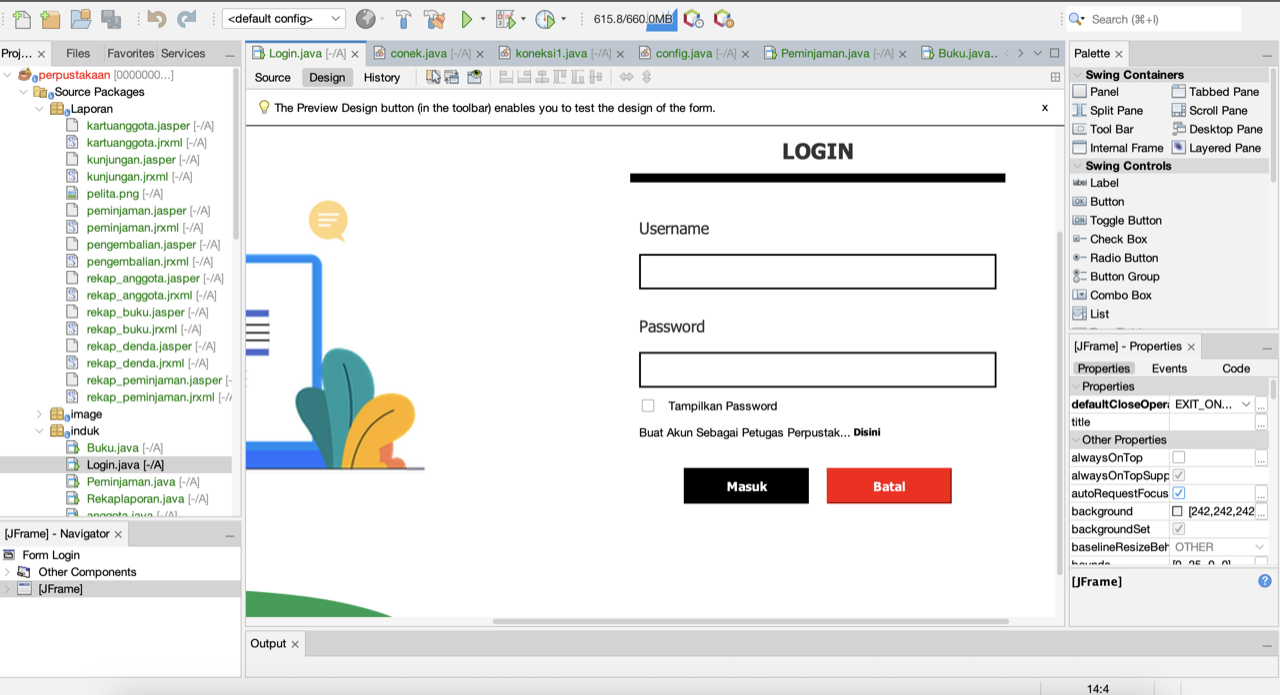 <default config>
615.8/660.0MB
Search (⌘+I)
Proj...
Files
Favorites
Services
Login.java [-/A]
conek.java [-/A]
koneksi1.java [-/A]
config.java [-/A]
Peminjaman.java [-/A]
Buku.java..
Palette
Source
Design
History
The Preview Design button (in the toolbar) enables you to test the design of the form.
x
perpustakaan [0000000...]
Source Packages
Laporan
kartuanggota.jasper [-/A]
kartuanggota.jrxml [-/A]
kunjungan.jasper [-/A]
kunjungan.jrxml [-/A]
pelita.png [-/A]
peminjaman.jasper [-/A]
peminjaman.jrxml [-/A]
pengembalian.jasper [-/A]
pengembalian.jrxml [-/A]
rekap_anggota.jasper [-/A]
rekap_anggota.jrxml [-/A]
rekap_buku.jasper [-/A]
rekap_buku.jrxml [-/A]
rekap_denda.jasper [-/A]
rekap_denda.jrxml [-/A]
rekap_peminjaman.jasper [-
rekap_peminjaman.jrxml [-/
image
induk
Buku.java [-/A]
Login.java [-/A]
Peminjaman.java [-/A]
Rekaplaporan.java [-/A]
anggota.java [-/A]
[JFrame] - Navigator
Form Login
Other Components
[JFrame]
LOGIN
Username
Password
Tampilkan Password
Buat Akun Sebagai Petugas Perpustak... Disini
Masuk
Batal
Output
Swing Containers
Panel
Tabbed Pane
Split Pane
Scroll Pane
Tool Bar
Desktop Pane
Internal Frame
Layered Pane
Swing Controls
Label
Button
Toggle Button
Check Box
Radio Button
Button Group
Combo Box
List
[JFrame] - Properties
Properties
Events
Code
Properties
defaultCloseOpera
EXIT_ON...
title
Other Properties
alwaysOnTop
alwaysOnTopSupp
autoRequestFocus
background
[242,242,242
backgroundSet
baselineResizeBeh
OTHER
bounds
[0, 25, 0, 0]
[JFrame]
14:4